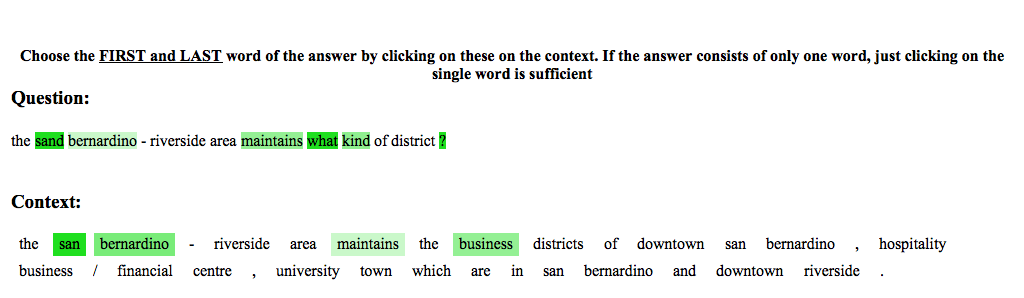 Choose the FIRST and LAST word of the answer by clicking on these on the context. If the answer consists of only one word, just clicking on the
single word is sufficient
Question:
the sand bernardino - riverside area maintains what kind of district ?
Context:
the san bernardino - riverside area maintains the business districts of downtown san bernardino , hospitality
business / financial centre , university town which are in san bernardino and downtown riverside .